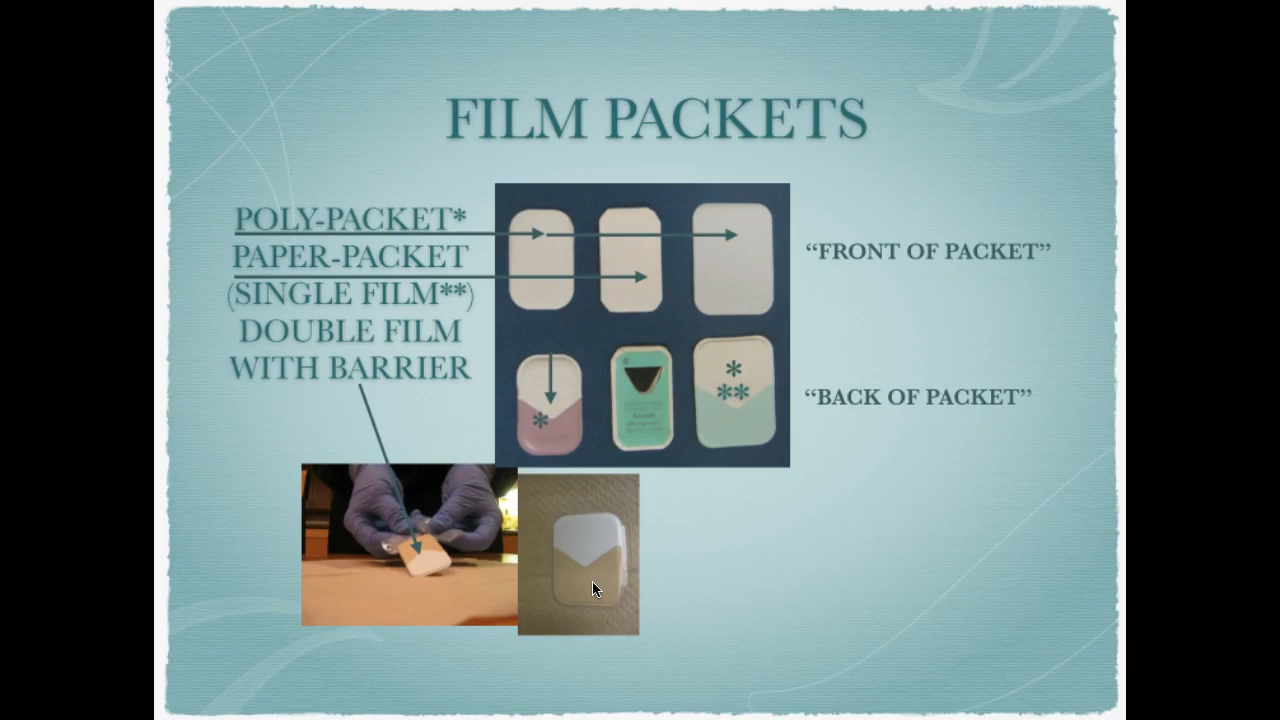 FILM PACKETS
POLY-PACKET*
PAPER-PACKET
(SINGLE FILM**)
DOUBLE FILM
WITH BARRIER
“FRONT OF PACKET”
“BACK OF PACKET”
*
*
**